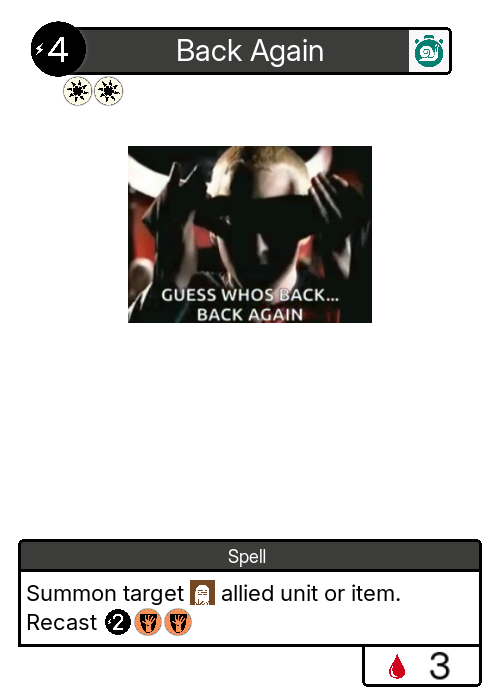 4
Back Again
GUESS WHOS BACK...
BACK AGAIN
Spell
Summon target allied unit or item.
Recast 2
3